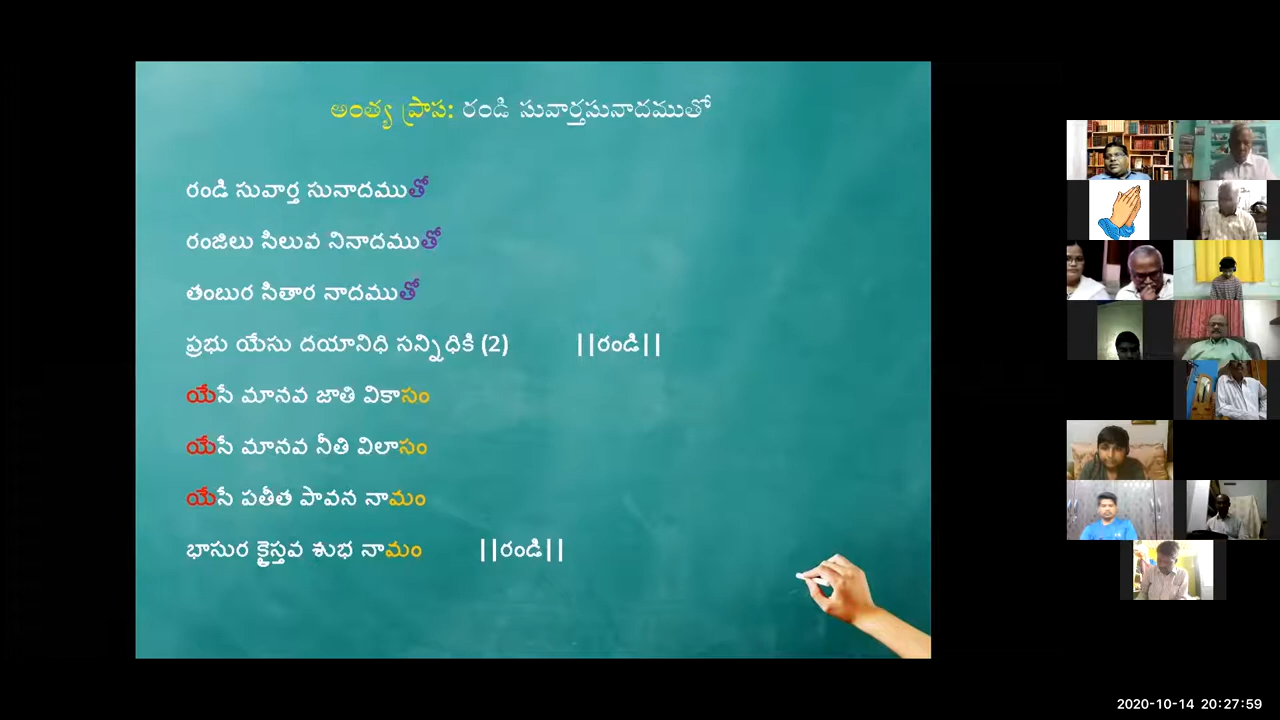 అంత్య ప్రాస: రండి సువార్తసునాదముతో
రండి సువార్త సునాదముతో
రంజిలు సిలువ నినాదముతో
తంబుర సితార నాదముతో
ప్రభు యేసు దయానిధి సన్నిధికి (2) ||రండి||
యేసే మానవ జాతి వికాసం
యేసే మానవ నీతి విలాసం
యేసే పతీత పావన నామం
భాసుర క్రైస్తవ శుభ నామం ||రండి||
2020-10-14 20:27:59